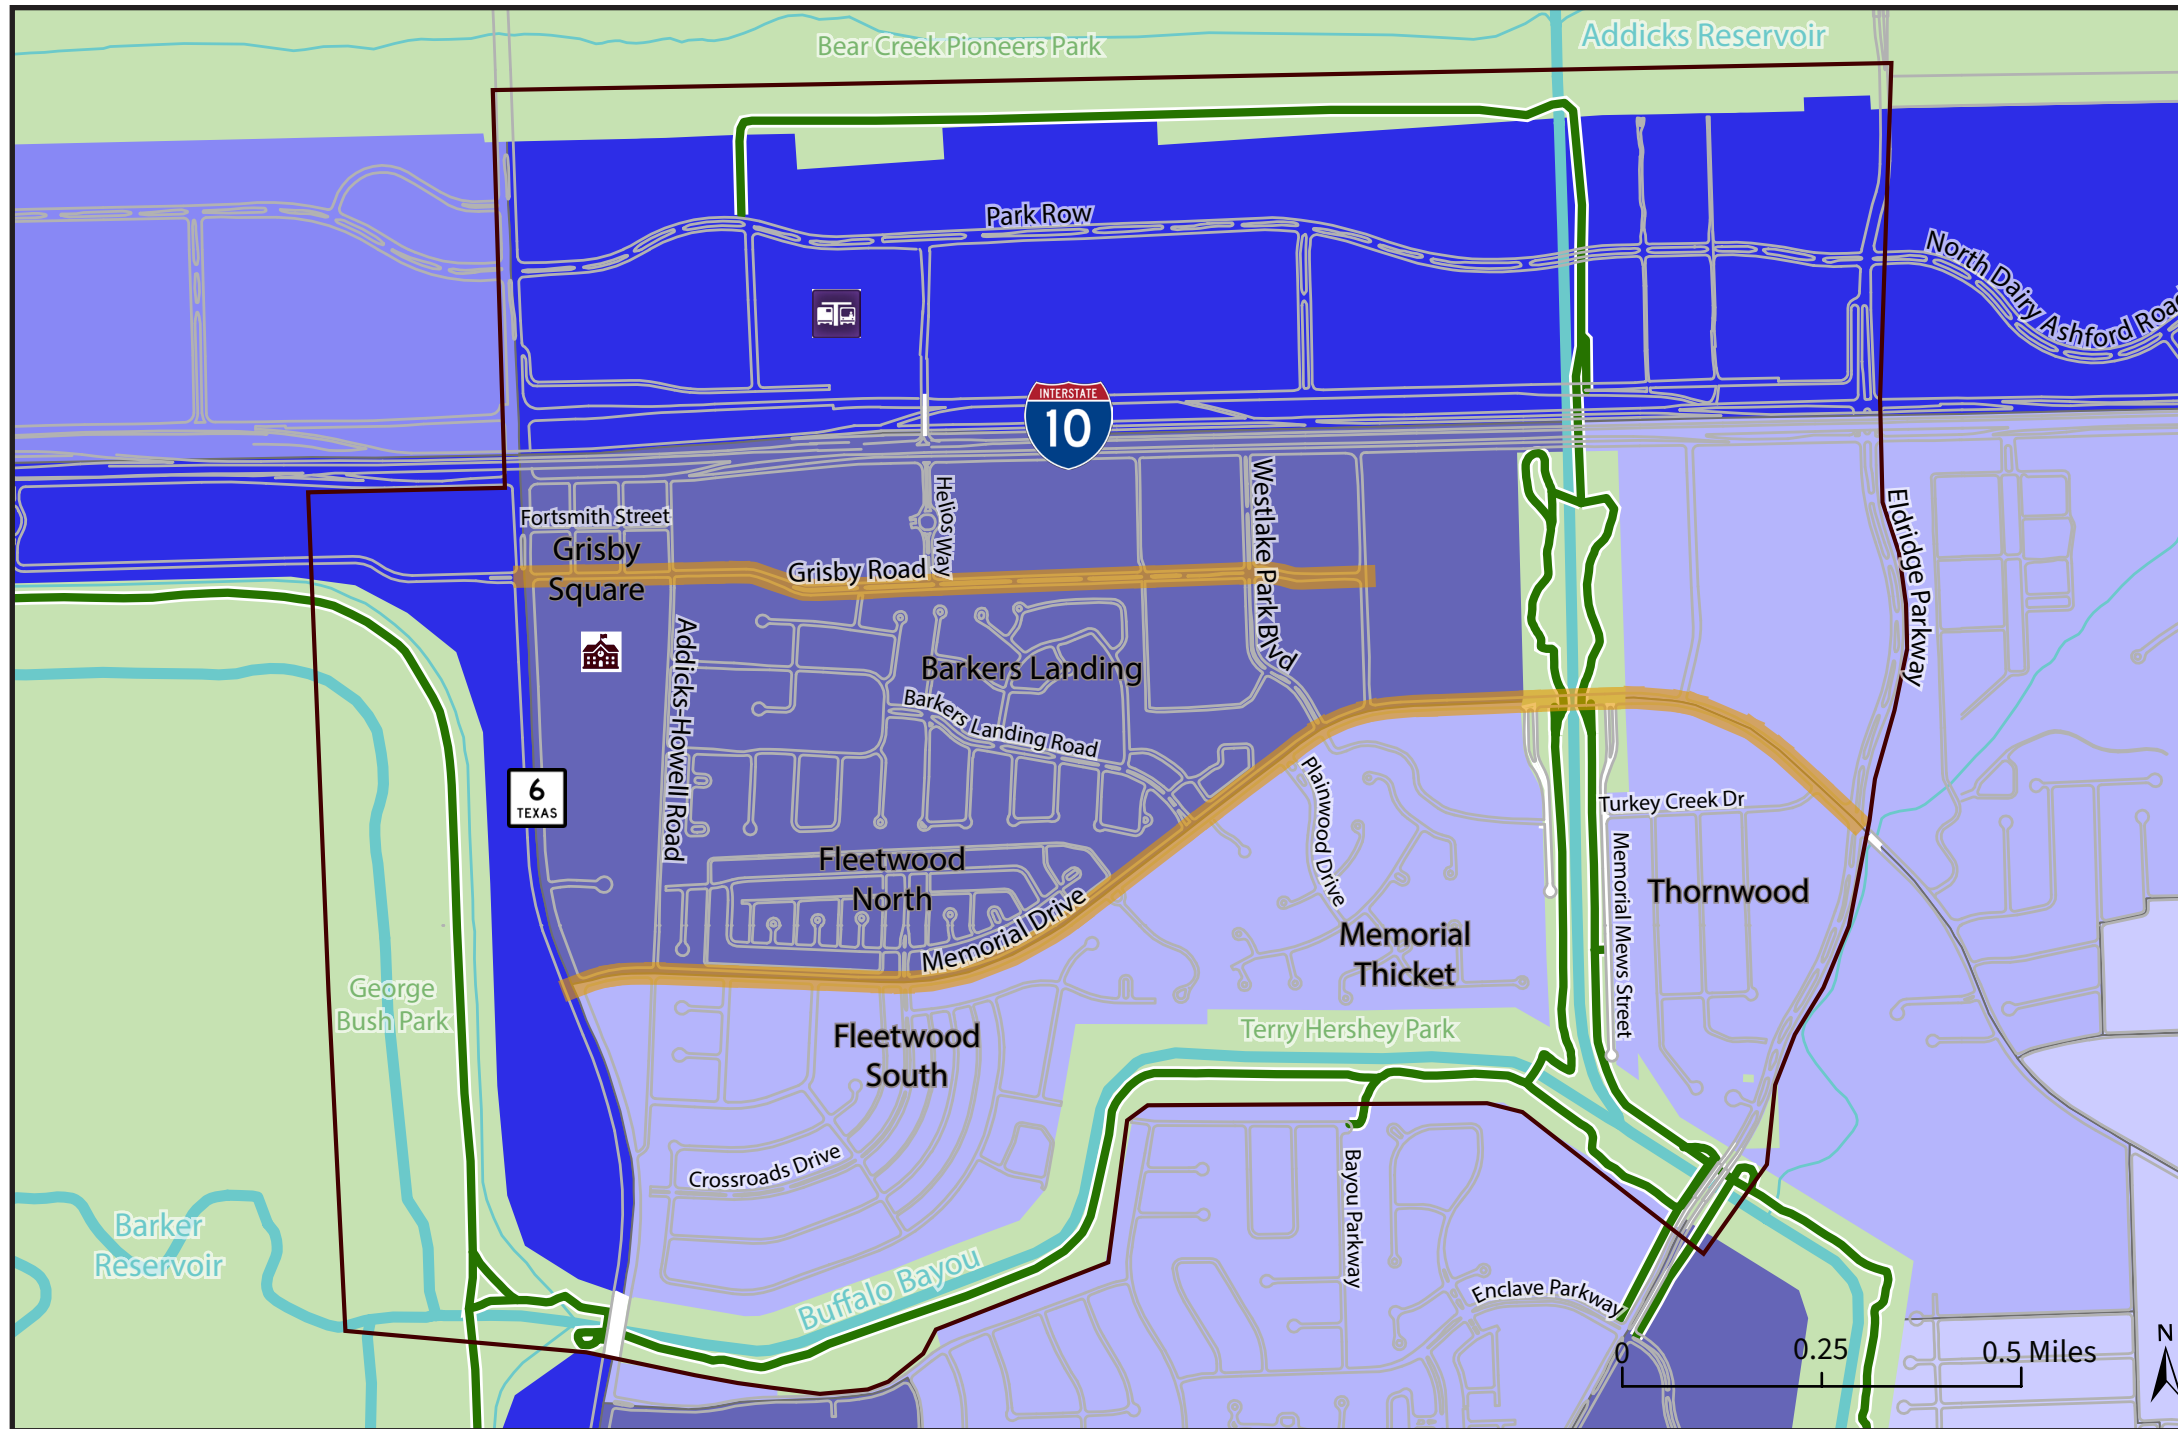 Bear Creek Pioneers Park
Addicks Reservoir
Park Row
North Dairy Ashford Road
INTERSTATE
10
Helios Way
Westlake Park Blvd
Fortsmith Street
Grisby
Square
Grisby Road
Eldridge Parkway
Addicks-Howell Road
Barkers Landing
Barkers Landing Road
6
TEXAS
Plainwood Drive
Turkey Creek Dr
Memorial Mews Street
Fleetwood
North
Memorial Drive
Thornwood
Memorial
Thicket
George
Bush Park
Fleetwood
South
Terry Hershey Park
Crossroads Drive
Bayou Parkway
Barker
Reservoir
Buffalo Bayou
Enclave Parkway
0
0.25
0.5 Miles
N